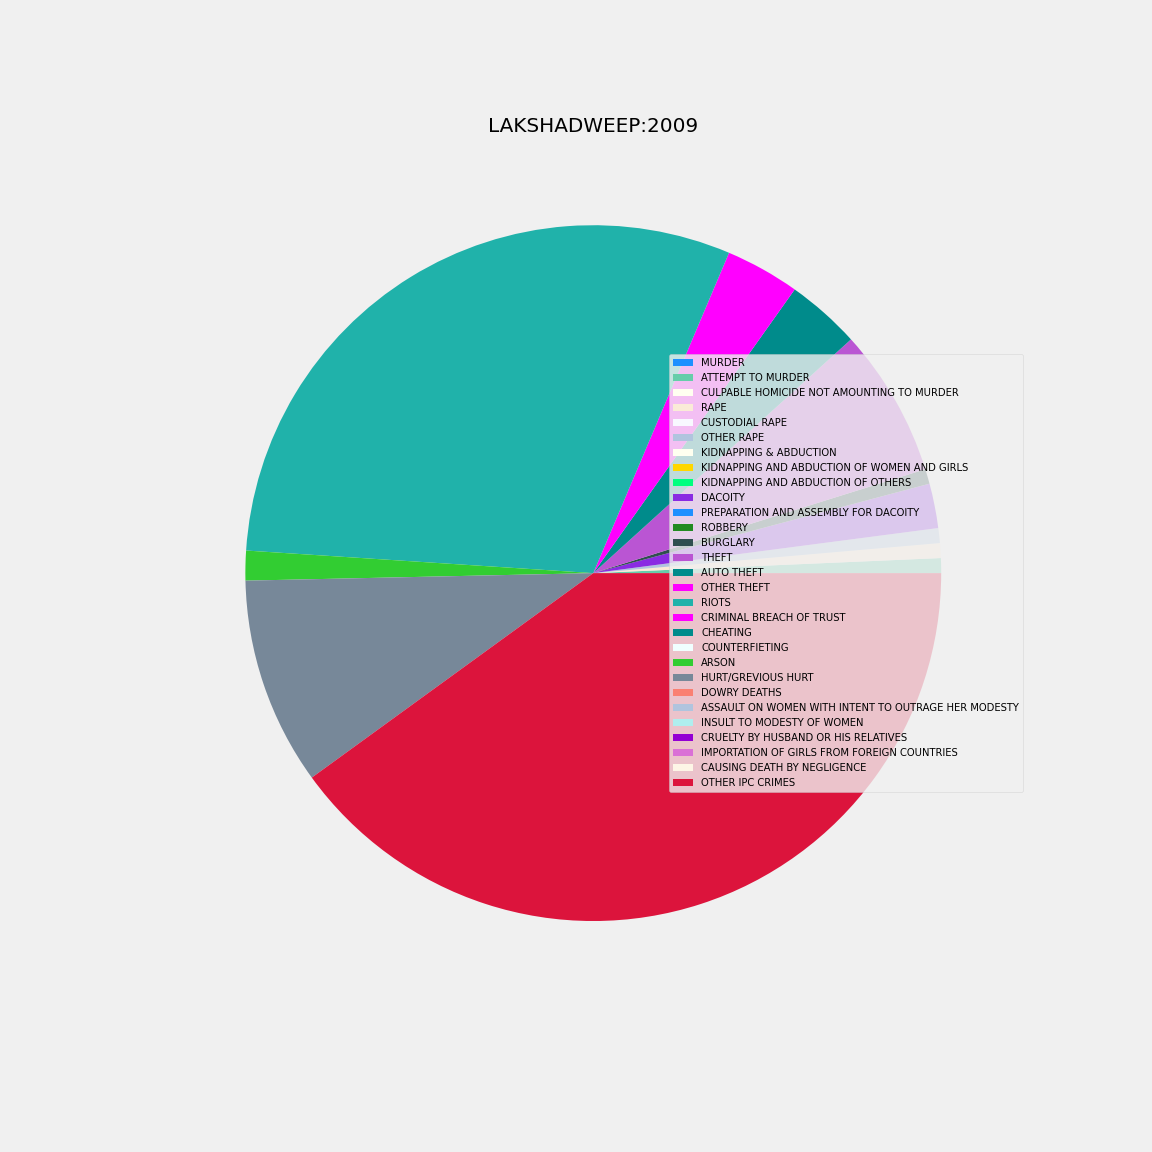 LAKSHADWEEP:2009
MURDER
ATTEMPT TO MURDER
CULPABLE HOMICIDE NOT AMOUNTING TO MURDER
RAPE
CUSTODIAL RAPE
OTHER RAPE
KIDNAPPING & ABDUCTION
KIDNAPPING AND ABDUCTION OF WOMEN AND GIRLS
KIDNAPPING AND ABDUCTION OF OTHERS
DACOITY
PREPARATION AND ASSEMBLY FOR DACOITY
ROBBERY
BURGLARY
THEFT
AUTO THEFT
OTHER THEFT
RIOTS
CRIMINAL BREACH OF TRUST
CHEATING
COUNTERFIETING
ARSON
HURT/GREVIOUS HURT
DOWRY DEATHS
ASSAULT ON WOMEN WITH INTENT TO OUTRAGE HER MODESTY
INSULT TO MODESTY OF WOMEN
CRUELTY BY HUSBAND OR HIS RELATIVES
IMPORTATION OF GIRLS FROM FOREIGN COUNTRIES
CAUSING DEATH BY NEGLIGENCE
OTHER IPC CRIMES